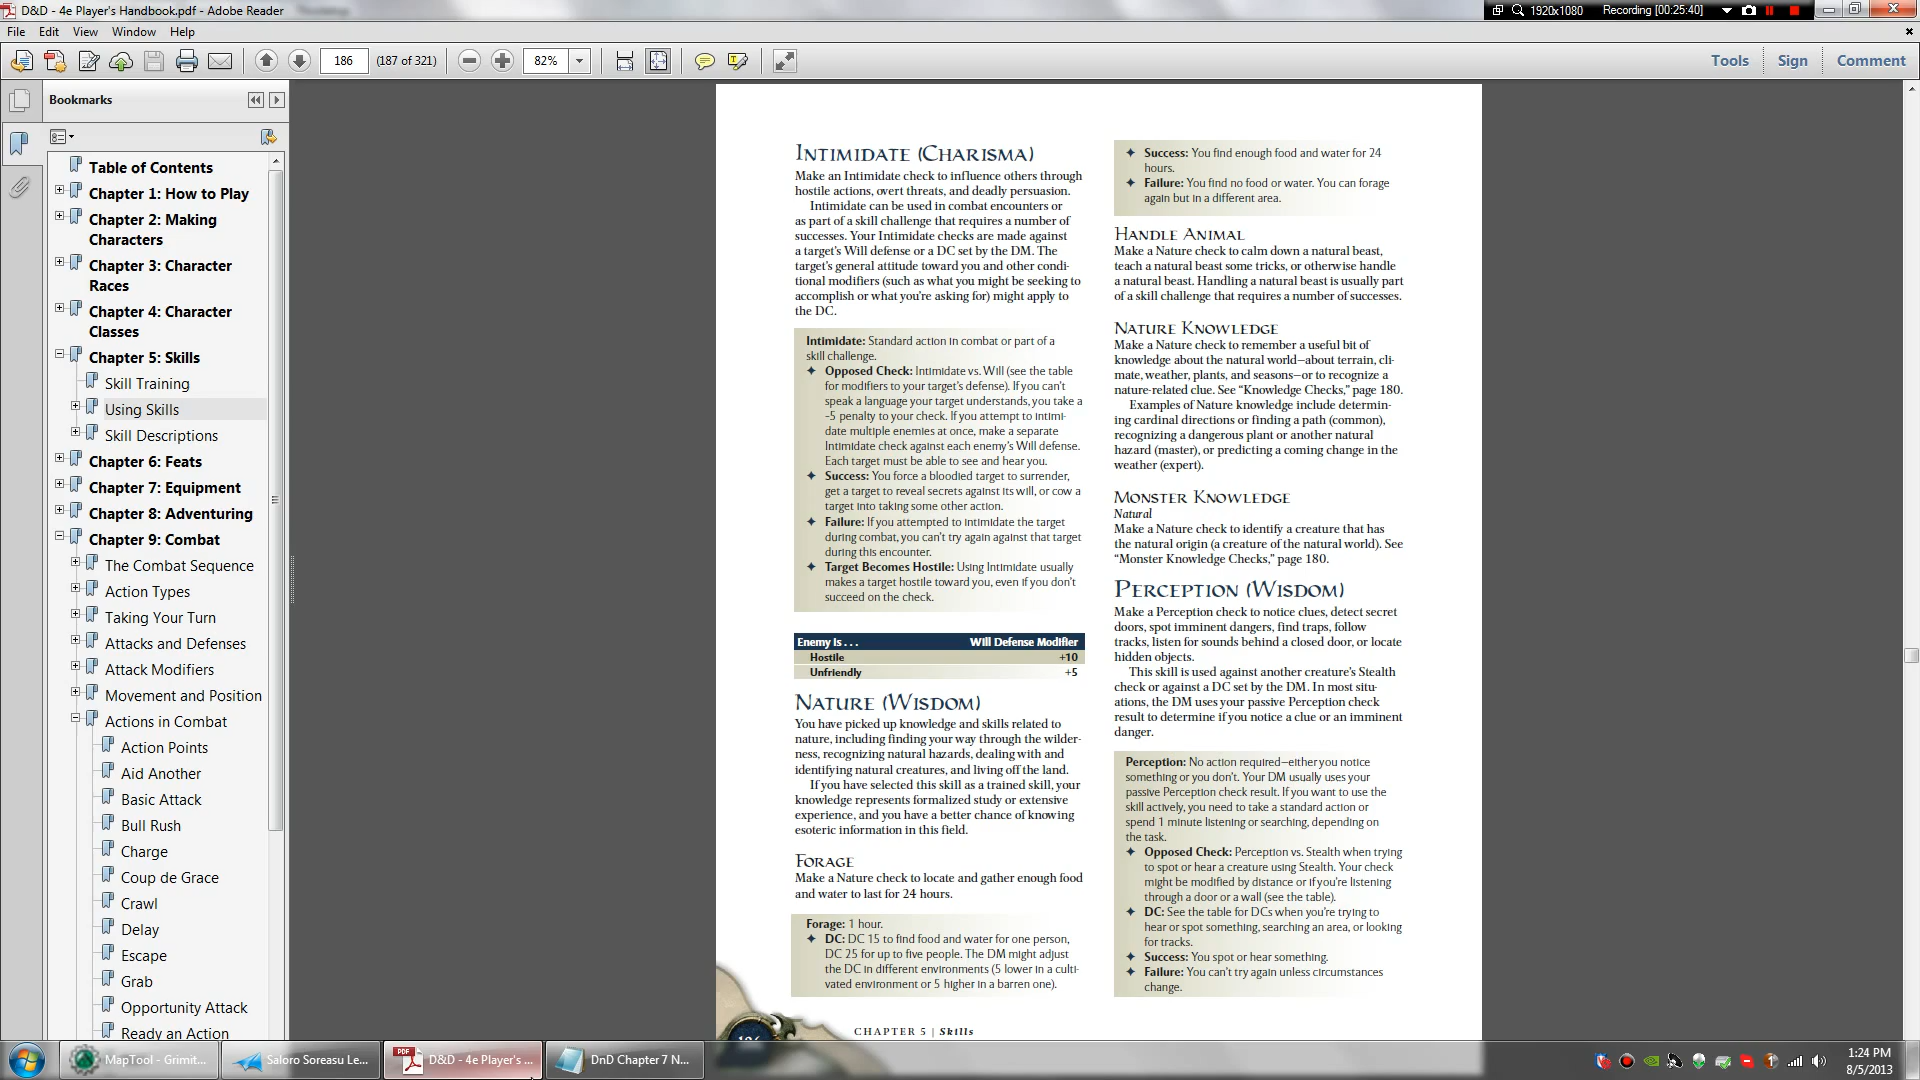 D&D - 4e Player's Handbook.pdf - Adobe Reader
1920x1080
Recording [00:25:40]
File Edit View Window Help
186 (187 of 321) 82%
Tools Sign Comment
Bookmarks
Table of Contents
Chapter 1: How to Play
Chapter 2: Making
Characters
Chapter 3: Character
Races
Chapter 4: Character
Classes
Chapter 5: Skills
Skill Training
Using Skills
Skill Descriptions
Chapter 6: Feats
Chapter 7: Equipment
Chapter 8: Adventuring
Chapter 9: Combat
The Combat Sequence
Action Types
Taking Your Turn
Attacks and Defenses
Attack Modifiers
Movement and Position
Actions in Combat
Action Points
Aid Another
Basic Attack
Bull Rush
Charge
Coup de Grace
Crawl
Delay
Escape
Grab
Opportunity Attack
Ready an Action
Intimidate (Charisma)
Make an Intimidate check to influence others through
hostile actions, overt threats, and deadly persuasion.
Intimidate can be used in combat encounters or
as part of a skill challenge that requires a number of
successes. Your Intimidate checks are made against
a target's Will defense or a DC set by the DM. The
target's general attitude toward you and other condi-
tional modifiers (such as what you might be seeking to
accomplish or what you're asking for) might apply to
the DC.
Intimidate: Standard action in combat or part of a
skill challenge.
✦ Opposed Check: Intimidate vs. Will (see the table
for modifiers to your target's defense). If you can't
speak a language your target understands, you take a
-5 penalty to your check. If you attempt to intimi-
date multiple enemies at once, make a separate
Intimidate check against each enemy's Will defense.
Each target must be able to see and hear you.
✦ Success: You force a bloodied target to surrender,
get a target to reveal secrets against its will, or cow a
target into taking some other action.
✦ Failure: If you attempted to intimidate the target
during combat, you can't try again against that target
during this encounter.
✦ Target Becomes Hostile: Using Intimidate usually
makes a target hostile toward you, even if you don't
succeed on the check.
Enemy Is . . . Will Defense Modifier
Hostile +10
Unfriendly +5
Nature (Wisdom)
You have picked up knowledge and skills related to
nature, including finding your way through the wilder-
ness, recognizing natural hazards, dealing with and
identifying natural creatures, and living off the land.
If you have selected this skill as a trained skill, your
knowledge represents formalized study or extensive
experience, and you have a better chance of knowing
esoteric information in this field.
Forage
Make a Nature check to locate and gather enough food
and water to last for 24 hours.
Forage: 1 hour.
✦ DC: DC 15 to find food and water for one person,
DC 25 for up to five people. The DM might adjust
the DC in different environments (5 lower in a culti-
vated environment or 5 higher in a barren one).
✦ Success: You find enough food and water for 24
hours.
✦ Failure: You find no food or water. You can forage
again but in a different area.
Handle Animal
Make a Nature check to calm down a natural beast,
teach a natural beast some tricks, or otherwise handle
a natural beast. Handling a natural beast is usually part
of a skill challenge that requires a number of successes.
Nature Knowledge
Make a Nature check to remember a useful bit of
knowledge about the natural world—about terrain, cli-
mate, weather, plants, and seasons—or to recognize a
nature-related clue. See “Knowledge Checks,” page 180.
Examples of Nature knowledge include determin-
ing cardinal directions or finding a path (common),
recognizing a dangerous plant or another natural
hazard (master), or predicting a coming change in the
weather (expert).
Monster Knowledge
Natural
Make a Nature check to identify a creature that has
the natural origin (a creature of the natural world). See
“Monster Knowledge Checks,” page 180.
Perception (Wisdom)
Make a Perception check to notice clues, detect secret
doors, spot imminent dangers, find traps, follow
tracks, listen for sounds behind a closed door, or locate
hidden objects.
This skill is used against another creature's Stealth
check or against a DC set by the DM. In most situ-
ations, the DM uses your passive Perception check
result to determine if you notice a clue or an imminent
danger.
Perception: No action required—either you notice
something or you don't. Your DM usually uses your
passive Perception check result. If you want to use the
skill actively, you need to take a standard action or
spend 1 minute listening or searching, depending on
the task.
✦ Opposed Check: Perception vs. Stealth when trying
to spot or hear a creature using Stealth. Your check
might be modified by distance or if you're listening
through a door or a wall (see the table).
✦ DC: See the table for DCs when you're trying to
hear or spot something, searching an area, or looking
for tracks.
✦ Success: You spot or hear something.
✦ Failure: You can't try again unless circumstances
change.
CHAPTER 5 | Skills
MapTool - Grimit...
Saloro Soreasu Le...
D&D - 4e Player's ...
DnD Chapter 7 N...
1:24 PM
8/5/2013